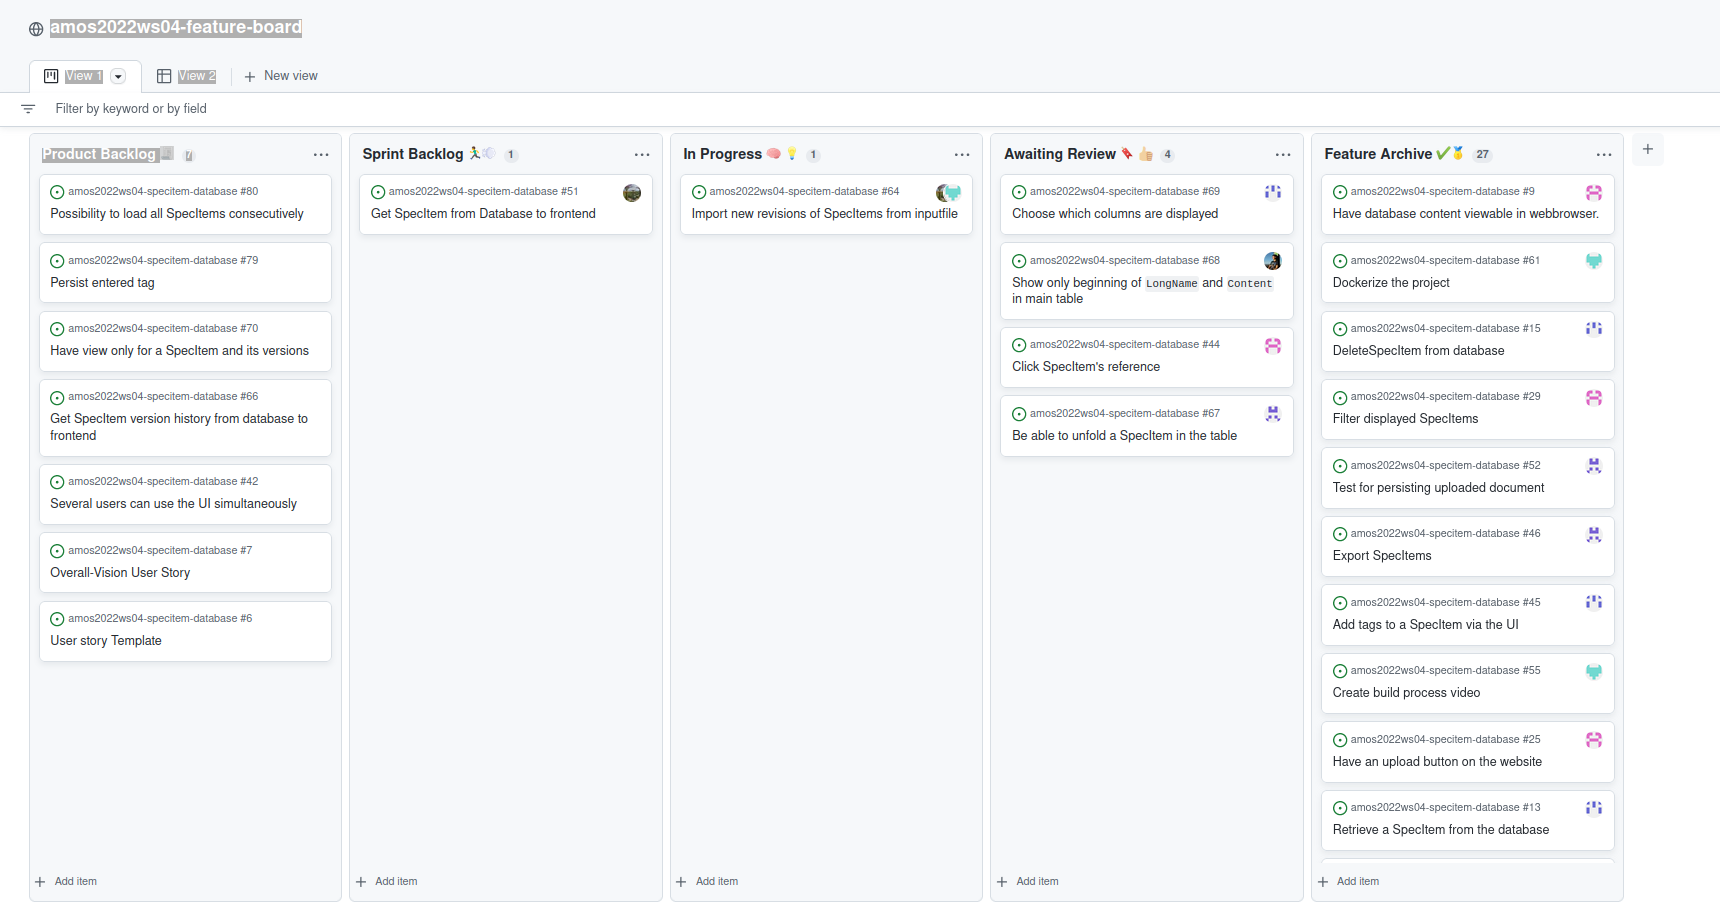 amos2022ws04-feature-board
View 1
View 2
New view
Filter by keyword or by field
Product Backlog 7
amos2022ws04-specitem-database #80
Possibility to load all SpecItems consecutively
amos2022ws04-specitem-database #79
Persist entered tag
amos2022ws04-specitem-database #70
Have view only for a SpecItem and its versions
amos2022ws04-specitem-database #66
Get SpecItem version history from database to
frontend
amos2022ws04-specitem-database #42
Several users can use the UI simultaneously
amos2022ws04-specitem-database #7
Overall-Vision User Story
amos2022ws04-specitem-database #6
User story Template
Add item
Sprint Backlog 🏃💨 1
amos2022ws04-specitem-database #51
Get SpecItem from Database to frontend
Add item
In Progress 🧠 💡 1
amos2022ws04-specitem-database #64
Import new revisions of SpecItems from inputfile
Add item
Awaiting Review 🔖 👍 4
amos2022ws04-specitem-database #69
Choose which columns are displayed
amos2022ws04-specitem-database #68
Show only beginning of LongName and Content
in main table
amos2022ws04-specitem-database #44
Click SpecItem's reference
amos2022ws04-specitem-database #67
Be able to unfold a SpecItem in the table
Add item
Feature Archive ✅🥇 27
amos2022ws04-specitem-database #9
Have database content viewable in webbrowser.
amos2022ws04-specitem-database #61
Dockerize the project
amos2022ws04-specitem-database #15
DeleteSpecItem from database
amos2022ws04-specitem-database #29
Filter displayed SpecItems
amos2022ws04-specitem-database #52
Test for persisting uploaded document
amos2022ws04-specitem-database #46
Export SpecItems
amos2022ws04-specitem-database #45
Add tags to a SpecItem via the UI
amos2022ws04-specitem-database #55
Create build process video
amos2022ws04-specitem-database #25
Have an upload button on the website
amos2022ws04-specitem-database #13
Retrieve a SpecItem from the database
Add item